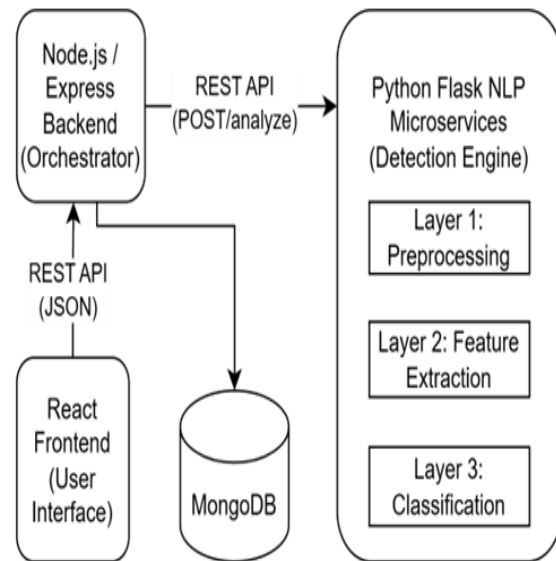 Node.js /
Express
Backend
(Orchestrator)
REST API
(POST/analyze)
Python Flask NLP
Microservices
(Detection Engine)
Layer 1:
Preprocessing
Layer 2: Feature
Extraction
Layer 3:
Classification
REST API
(JSON)
React
Frontend
(User
Interface)
MongoDB